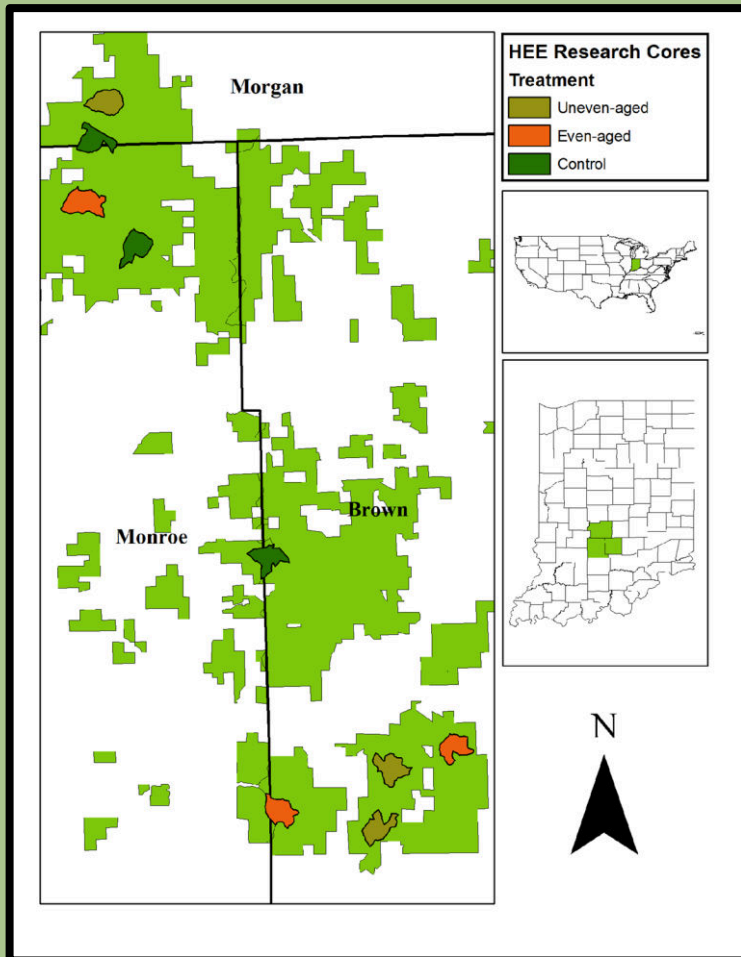 Morgan
Monroe
Brown
HEE Research Cores
Treatment
Uneven-aged
Even-aged
Control
N